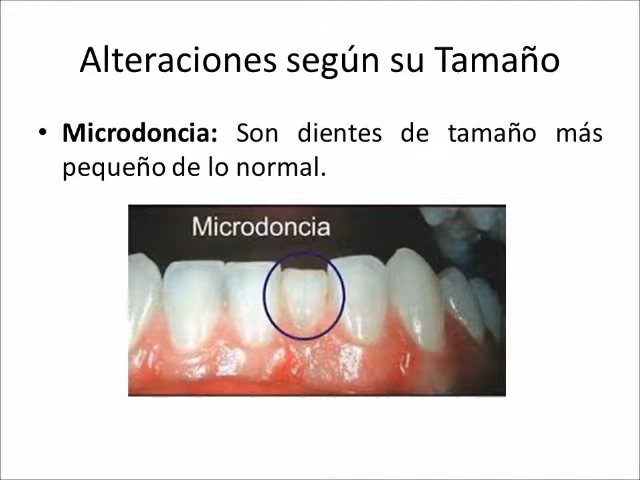 Alteraciones según su Tamaño
• Microdoncia: Son dientes de tamaño más
pequeño de lo normal.
Microdoncia